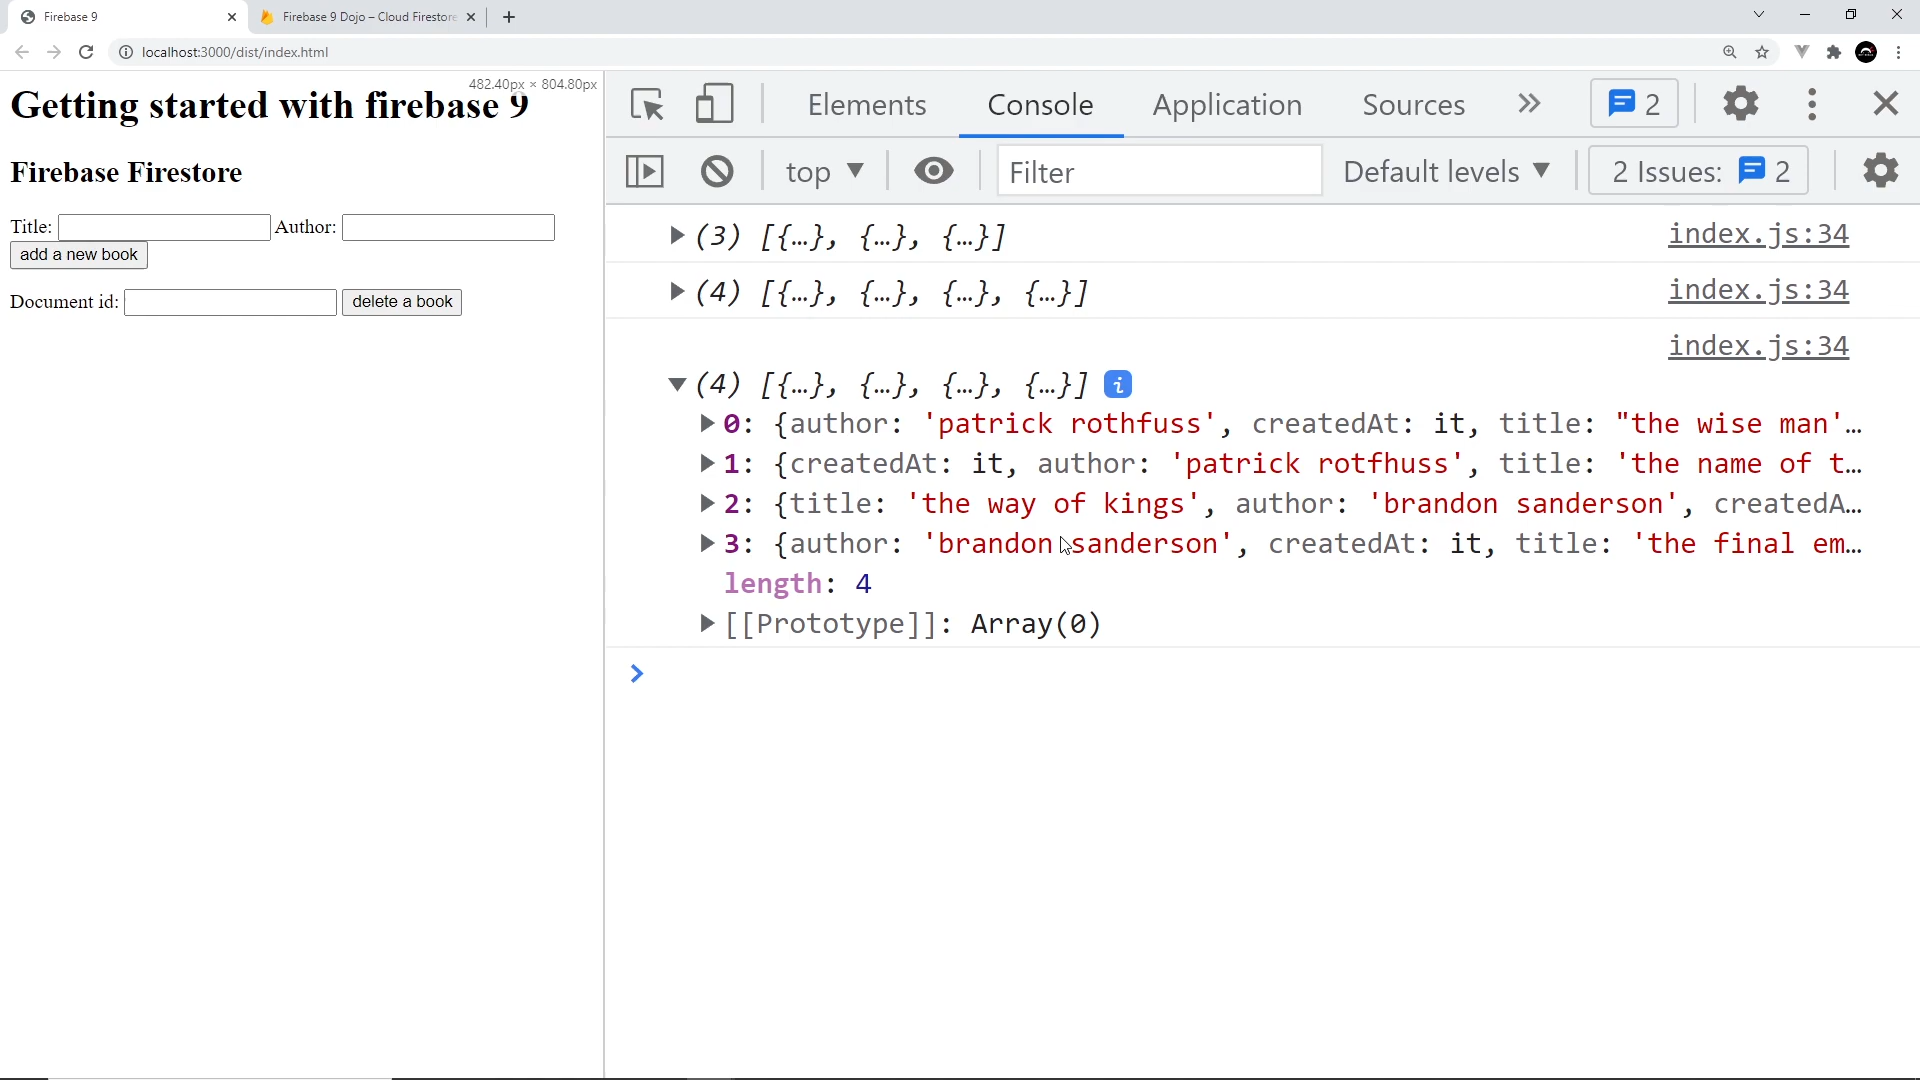 Firebase 9
Firebase 9 Dojo – Cloud Firestore
localhost:3000/dist/index.html
482.40px × 804.80px
Getting started with firebase 9
Firebase Firestore
Title:
Author:
add a new book
Document id:
delete a book
Elements
Console
Application
Sources
2
top
Filter
Default levels
2 Issues:
2
(3) [{…}, {…}, {…}]
index.js:34
(4) [{…}, {…}, {…}, {…}]
index.js:34
index.js:34
(4) [{…}, {…}, {…}, {…}] i
0: {author: 'patrick rothfuss', createdAt: it, title: "the wise man'…
1: {createdAt: it, author: 'patrick rotfhuss', title: 'the name of t…
2: {title: 'the way of kings', author: 'brandon sanderson', createdA…
3: {author: 'brandon sanderson', createdAt: it, title: 'the final em…
length: 4
[[Prototype]]: Array(0)